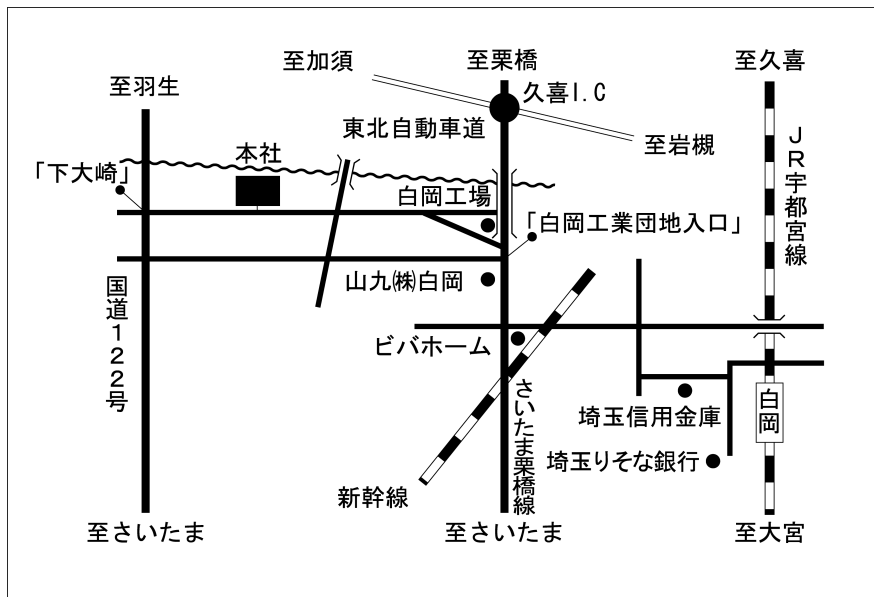 至加須
至栗橋
至久喜
至羽生
久喜I.C
東北自動車道
至岩槻
JR宇都宮線
本社
「下大崎」
白岡工場
「白岡工業団地入口」
山九㈱白岡
国道122号
ビバホーム
さいたま栗橋線
白岡
埼玉信用金庫
埼玉りそな銀行
新幹線
至さいたま
至さいたま
至大宮